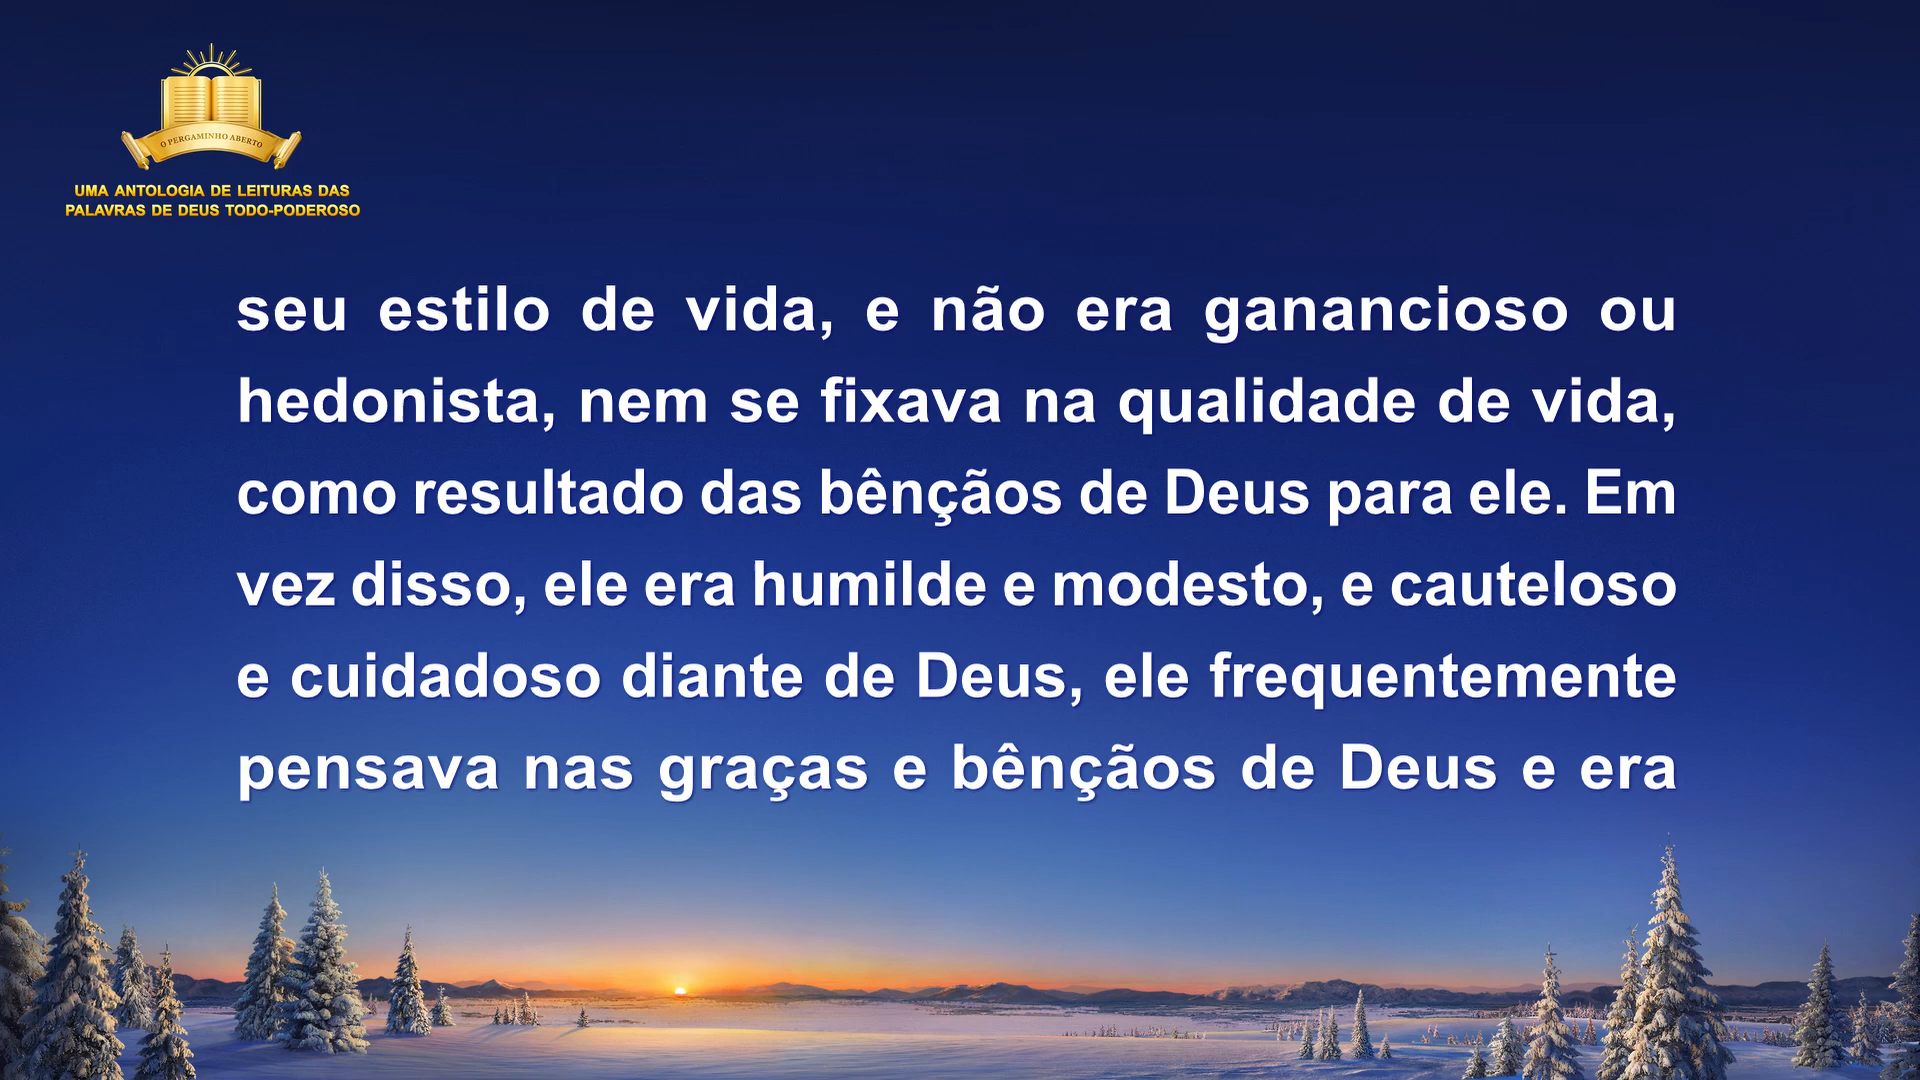 O PERGAMINHO ABERTO
UMA ANTOLOGIA DE LEITURAS DAS
PALAVRAS DE DEUS TODO-PODEROSO
seu estilo de vida, e não era ganancioso ou
hedonista, nem se fixava na qualidade de vida,
como resultado das bênçãos de Deus para ele. Em
vez disso, ele era humilde e modesto, e cauteloso
e cuidadoso diante de Deus, ele frequentemente
pensava nas graças e bênçãos de Deus e era